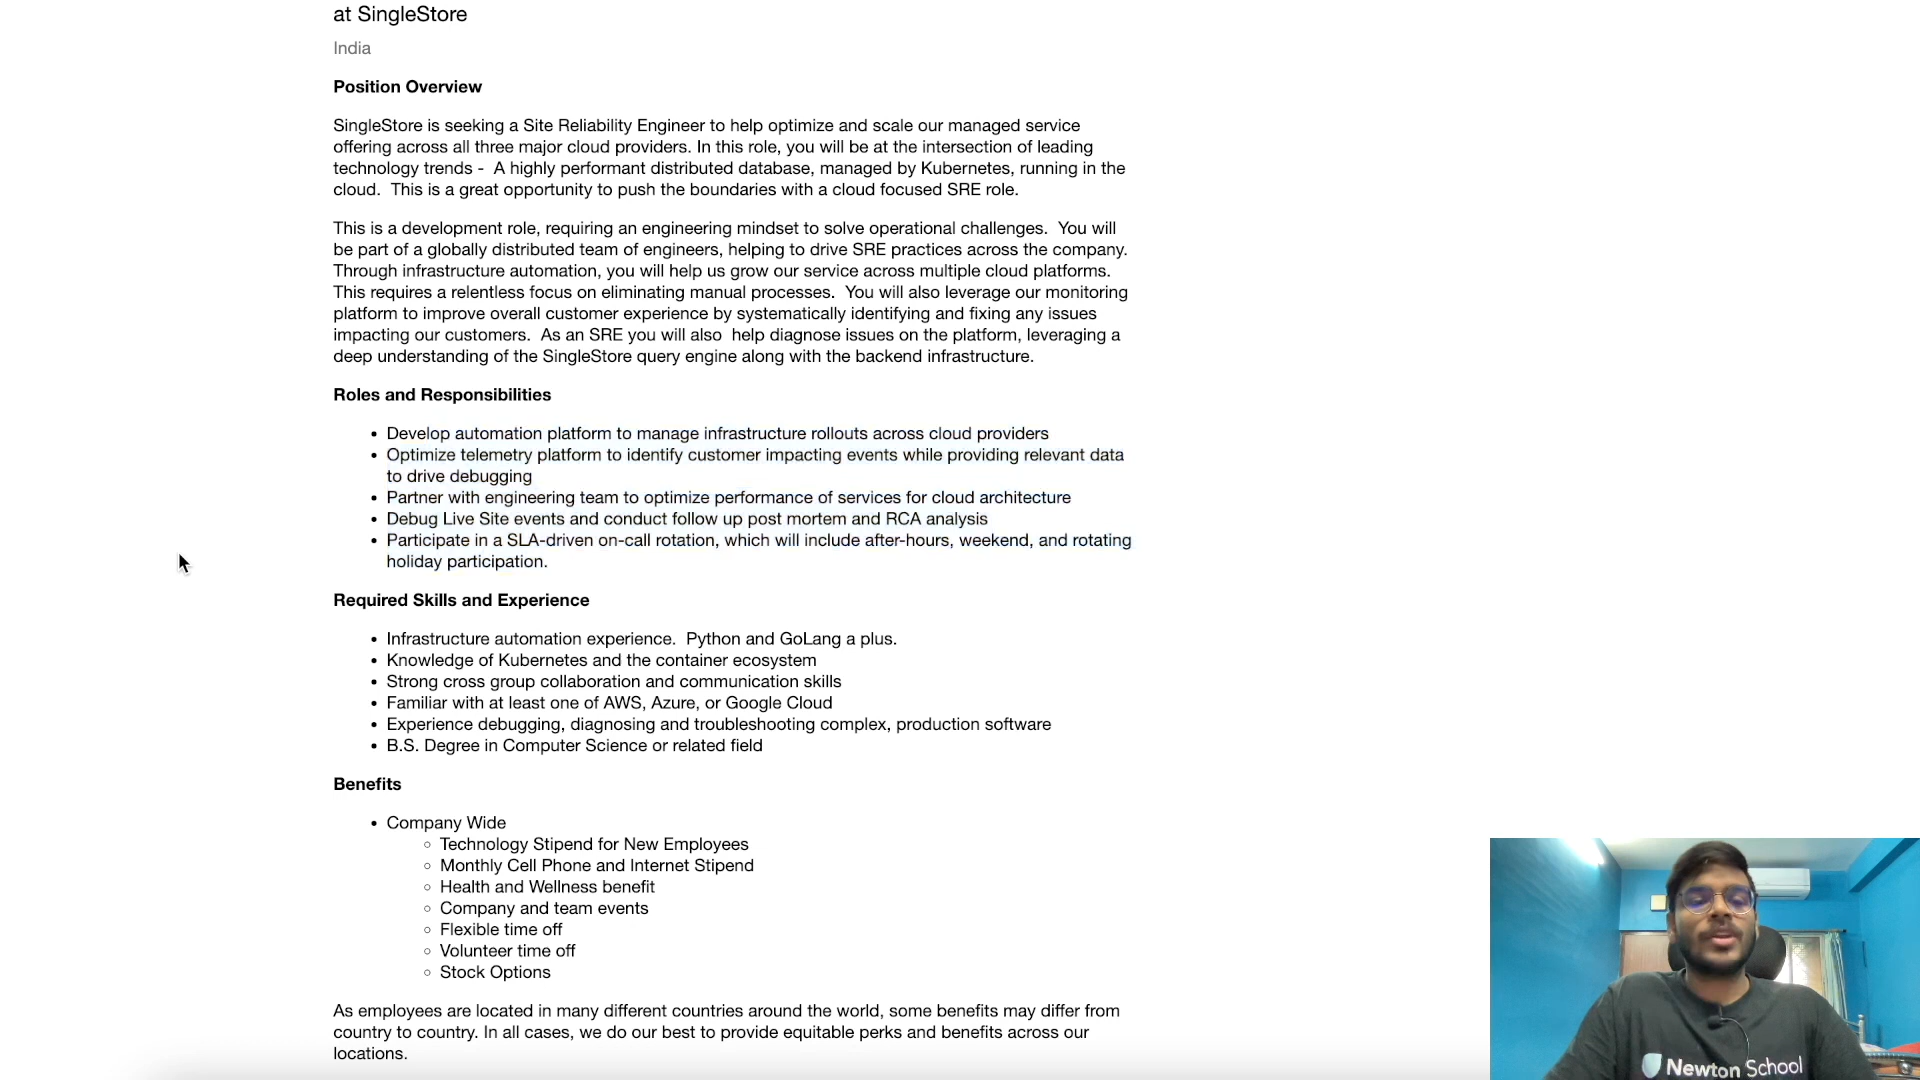 at SingleStore
India
Position Overview
SingleStore is seeking a Site Reliability Engineer to help optimize and scale our managed service
offering across all three major cloud providers. In this role, you will be at the intersection of leading
technology trends -  A highly performant distributed database, managed by Kubernetes, running in the
cloud.  This is a great opportunity to push the boundaries with a cloud focused SRE role.
This is a development role, requiring an engineering mindset to solve operational challenges.  You will
be part of a globally distributed team of engineers, helping to drive SRE practices across the company.
Through infrastructure automation, you will help us grow our service across multiple cloud platforms.
This requires a relentless focus on eliminating manual processes.  You will also leverage our monitoring
platform to improve overall customer experience by systematically identifying and fixing any issues
impacting our customers.  As an SRE you will also  help diagnose issues on the platform, leveraging a
deep understanding of the SingleStore query engine along with the backend infrastructure.
Roles and Responsibilities
• Develop automation platform to manage infrastructure rollouts across cloud providers
• Optimize telemetry platform to identify customer impacting events while providing relevant data
to drive debugging
• Partner with engineering team to optimize performance of services for cloud architecture
• Debug Live Site events and conduct follow up post mortem and RCA analysis
• Participate in a SLA-driven on-call rotation, which will include after-hours, weekend, and rotating
holiday participation.
Required Skills and Experience
• Infrastructure automation experience.  Python and GoLang a plus.
• Knowledge of Kubernetes and the container ecosystem
• Strong cross group collaboration and communication skills
• Familiar with at least one of AWS, Azure, or Google Cloud
• Experience debugging, diagnosing and troubleshooting complex, production software
• B.S. Degree in Computer Science or related field
Benefits
• Company Wide
◦ Technology Stipend for New Employees
◦ Monthly Cell Phone and Internet Stipend
◦ Health and Wellness benefit
◦ Company and team events
◦ Flexible time off
◦ Volunteer time off
◦ Stock Options
As employees are located in many different countries around the world, some benefits may differ from
country to country. In all cases, we do our best to provide equitable perks and benefits across our
locations.
Newton School